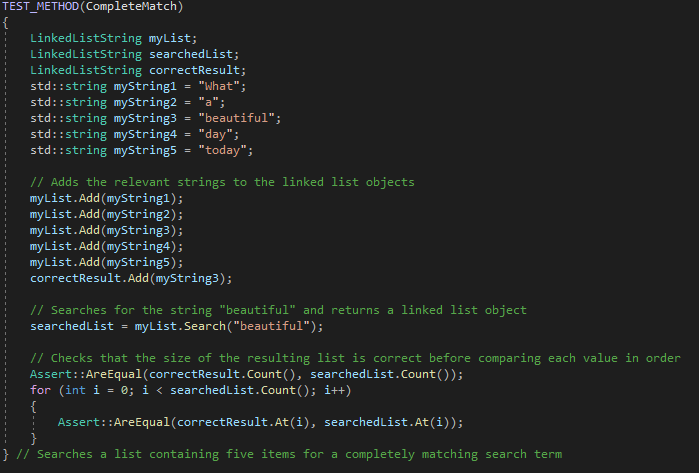 TEST_METHOD(CompleteMatch)
{
LinkedListString myList;
LinkedListString searchedList;
LinkedListString correctResult;
std::string myString1 = "What";
std::string myString2 = "a";
std::string myString3 = "beautiful";
std::string myString4 = "day";
std::string myString5 = "today";
// Adds the relevant strings to the linked list objects
myList.Add(myString1);
myList.Add(myString2);
myList.Add(myString3);
myList.Add(myString4);
myList.Add(myString5);
correctResult.Add(myString3);
// Searches for the string "beautiful" and returns a linked list object
searchedList = myList.Search("beautiful");
// Checks that the size of the resulting list is correct before comparing each value in order
Assert::AreEqual(correctResult.Count(), searchedList.Count());
for (int i = 0; i < searchedList.Count(); i++)
{
Assert::AreEqual(correctResult.At(i), searchedList.At(i));
}
} // Searches a list containing five items for a completely matching search term